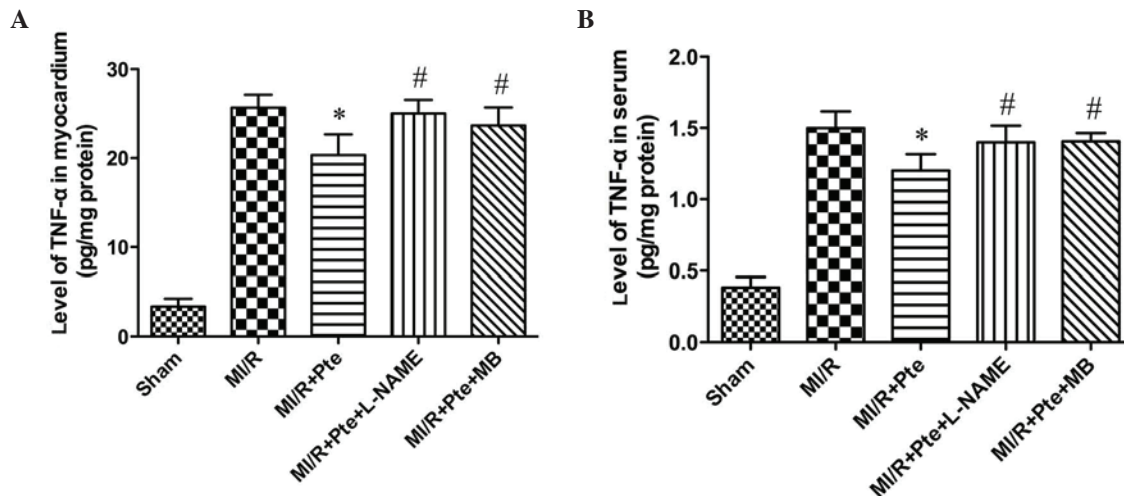 A
Level of TNF-α in myocardium
(pg/mg protein)
30
20
10
0
*
#
#
Sham
MI/R
MI/R+Pte
MI/R+Pte+L-NAME
MI/R+Pte+MB
B
Level of TNF-α in serum
(pg/mg protein)
2.0
1.5
1.0
0.5
0.0
*
#
#
Sham
MI/R
MI/R+Pte
MI/R+Pte+L-NAME
MI/R+Pte+MB